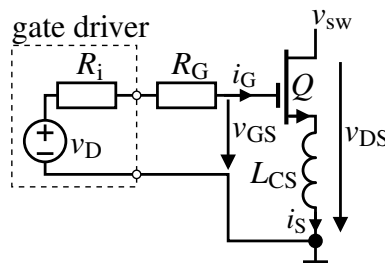 gate driver
v_SW
R_i
R_G
i_G
Q
v_D
v_GS
v_DS
L_CS
i_S